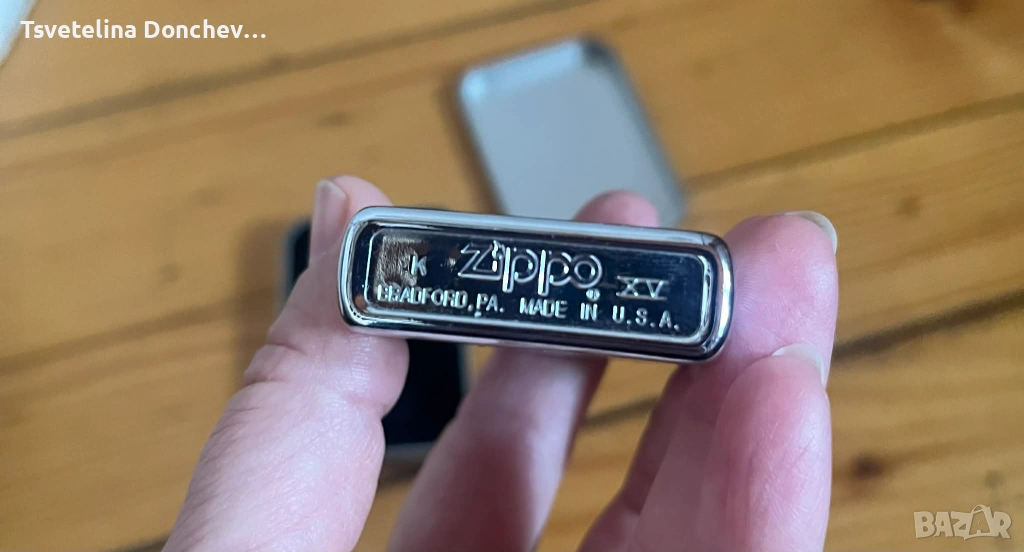 Tsvetelina Donchev...
K Zippo ® XV
BRADFORD, PA. MADE IN U.S.A.
BAZAR